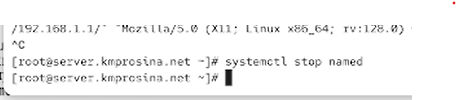 /192.168.1.1/" "Mozilla/5.0 (X11; Linux x86_64; rv:128.0)
^C
[root@server.kmprosina.net ~]# systemctl stop named
[root@server.kmprosina.net ~]#